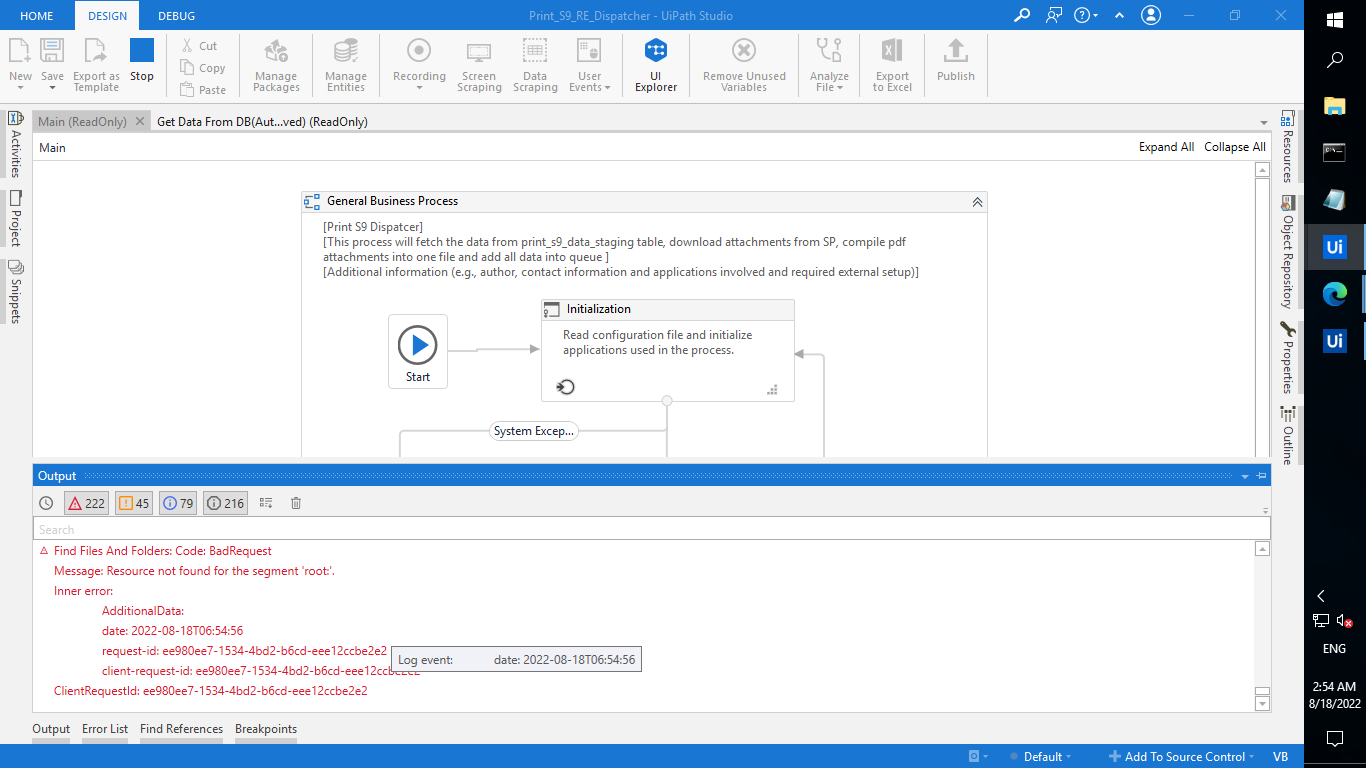 HOME
DESIGN
DEBUG
Print_S9_RE_Dispatcher - UiPath Studio
New
Save
Export as
Template
Stop
Cut
Copy
Paste
Manage
Packages
Manage
Entities
Recording
Screen
Scraping
Data
Scraping
User
Events
UI
Explorer
Remove Unused
Variables
Analyze
File
Export
to Excel
Publish
Activities
Project
Snippets
Main (ReadOnly)
Get Data From DB(Aut...ved) (ReadOnly)
Main
Expand All
Collapse All
General Business Process
[Print S9 Dispatcer]
[This process will fetch the data from print_s9_data_staging table, download attachments from SP, compile pdf
attachments into one file and add all data into queue ]
[Additional information (e.g., author, contact information and applications involved and required external setup)]
Start
Initialization
Read configuration file and initialize
applications used in the process.
System Excep...
Resources
Object Repository
Properties
Outline
Output
222
45
79
216
Search
Find Files And Folders: Code: BadRequest
Message: Resource not found for the segment 'root:'.
Inner error:
AdditionalData:
date: 2022-08-18T06:54:56
request-id: ee980ee7-1534-4bd2-b6cd-eee12ccbe2e2
client-request-id: ee980ee7-1534-4bd2-b6cd-eee12ccbe2e2
ClientRequestId: ee980ee7-1534-4bd2-b6cd-eee12ccbe2e2
Log event: date: 2022-08-18T06:54:56
Output
Error List
Find References
Breakpoints
Default
Add To Source Control
VB
Ui
Ui
ENG
2:54 AM
8/18/2022